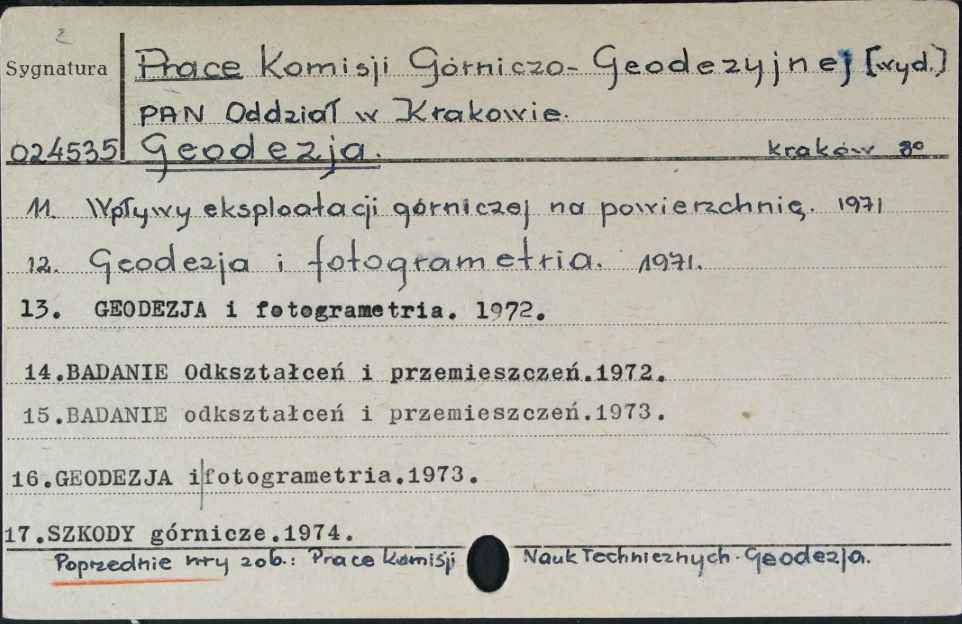 2
Sygnatura Prace Komisji Górniczo-Geodezyjnej [wyd.]
PAN Oddział w Krakowie.
024535 Geodezja. Kraków 8°
11. Wpływy eksploatacji górniczej na powierzchnię. 1971
12. Geodezja i fotogrametria. 1971.
13. GEODEZJA i fotogrametria. 1972.
14.BADANIE Odkształceń i przemieszczeń.1972.
15.BADANIE odkształceń i przemieszczeń.1973.
16.GEODEZJA i|fotogrametria.1973.
17.SZKODY górnicze.1974.
Poprzednie nry zob.: Prace Komisji Nauk Technicznych. Geodezja.